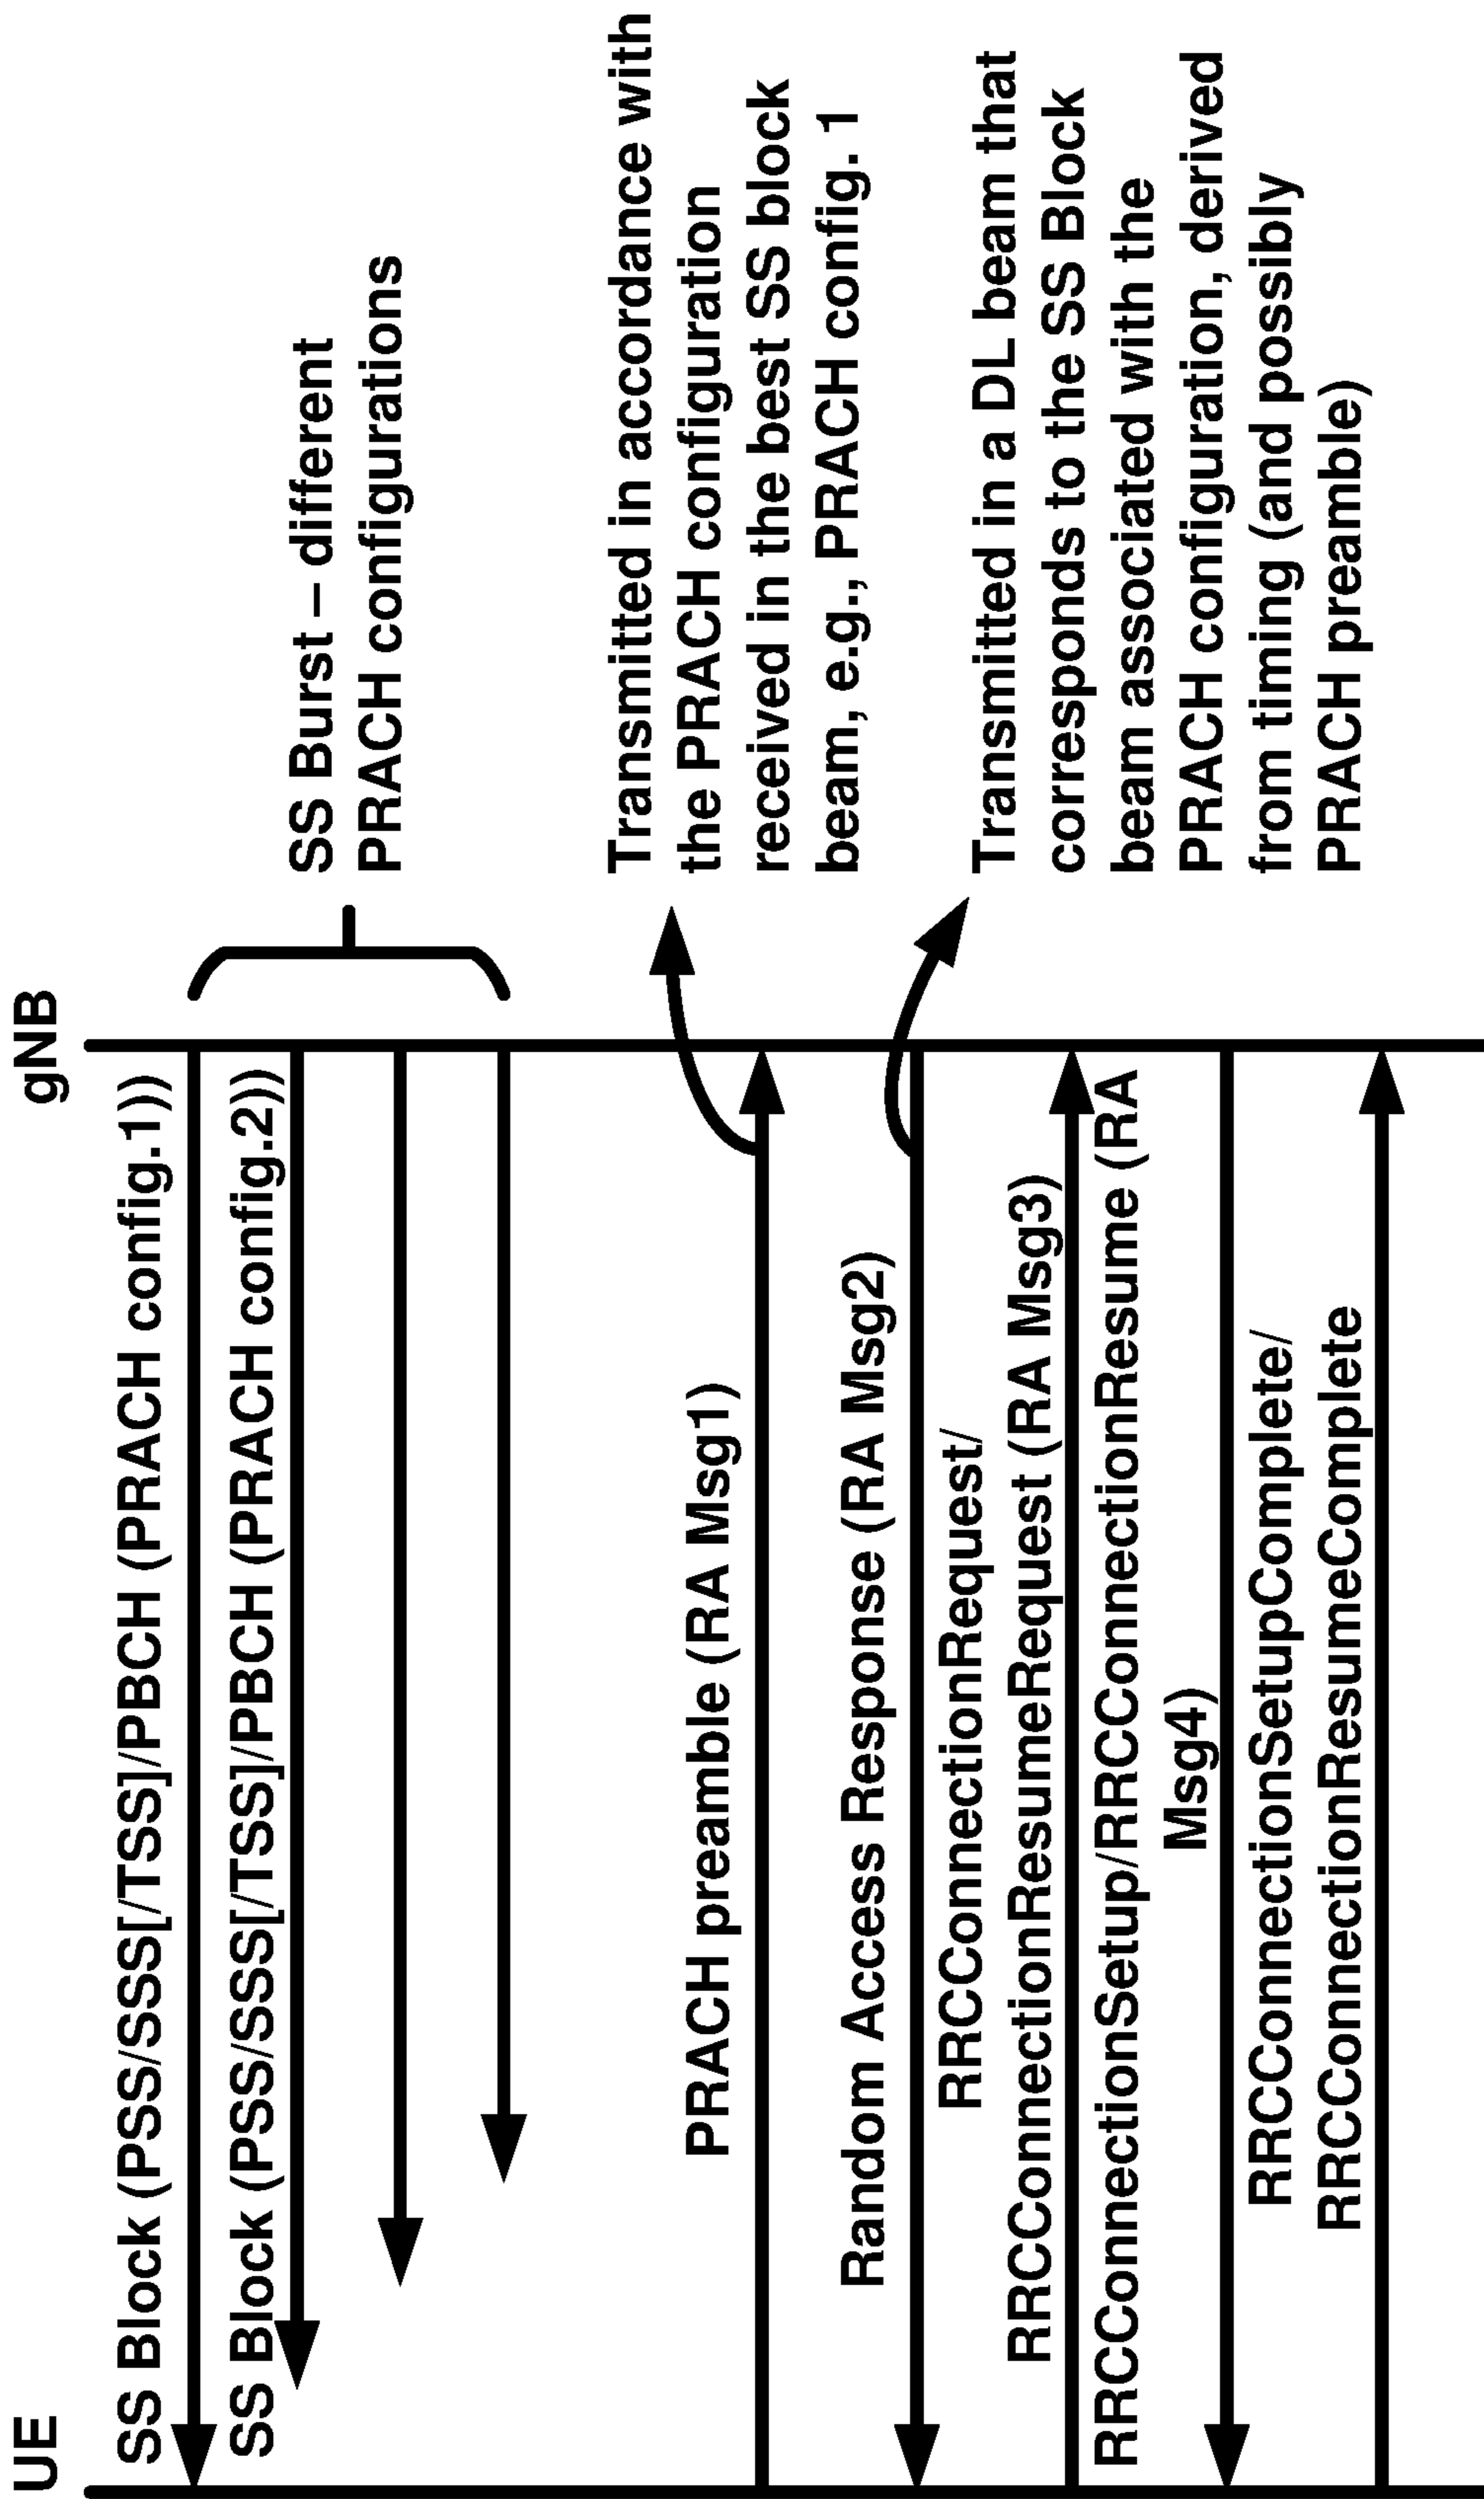 UE
gNB
SS Block (PSS/SSS[/TSS]/PBCH (PRACH config.1))
SS Block (PSS/SSS[/TSS]/PBCH (PRACH config.2))
SS Burst – different
PRACH configurations
PRACH preamble (RA Msg1)
Transmitted in accordance with
the PRACH configuration
received in the best SS block
beam, e.g., PRACH config. 1
Random Access Response (RA Msg2)
Transmitted in a DL beam that
corresponds to the SS Block
beam associated with the
PRACH configuration, derived
from timing (and possibly
PRACH preamble)
RRCConnectionRequest/
RRCConnectionResumeRequest (RA Msg3)
RRCConnectionSetup/RRCConnectionResume (RA
Msg4)
RRCConnectionSetupComplete/
RRCConnectionResumeComplete